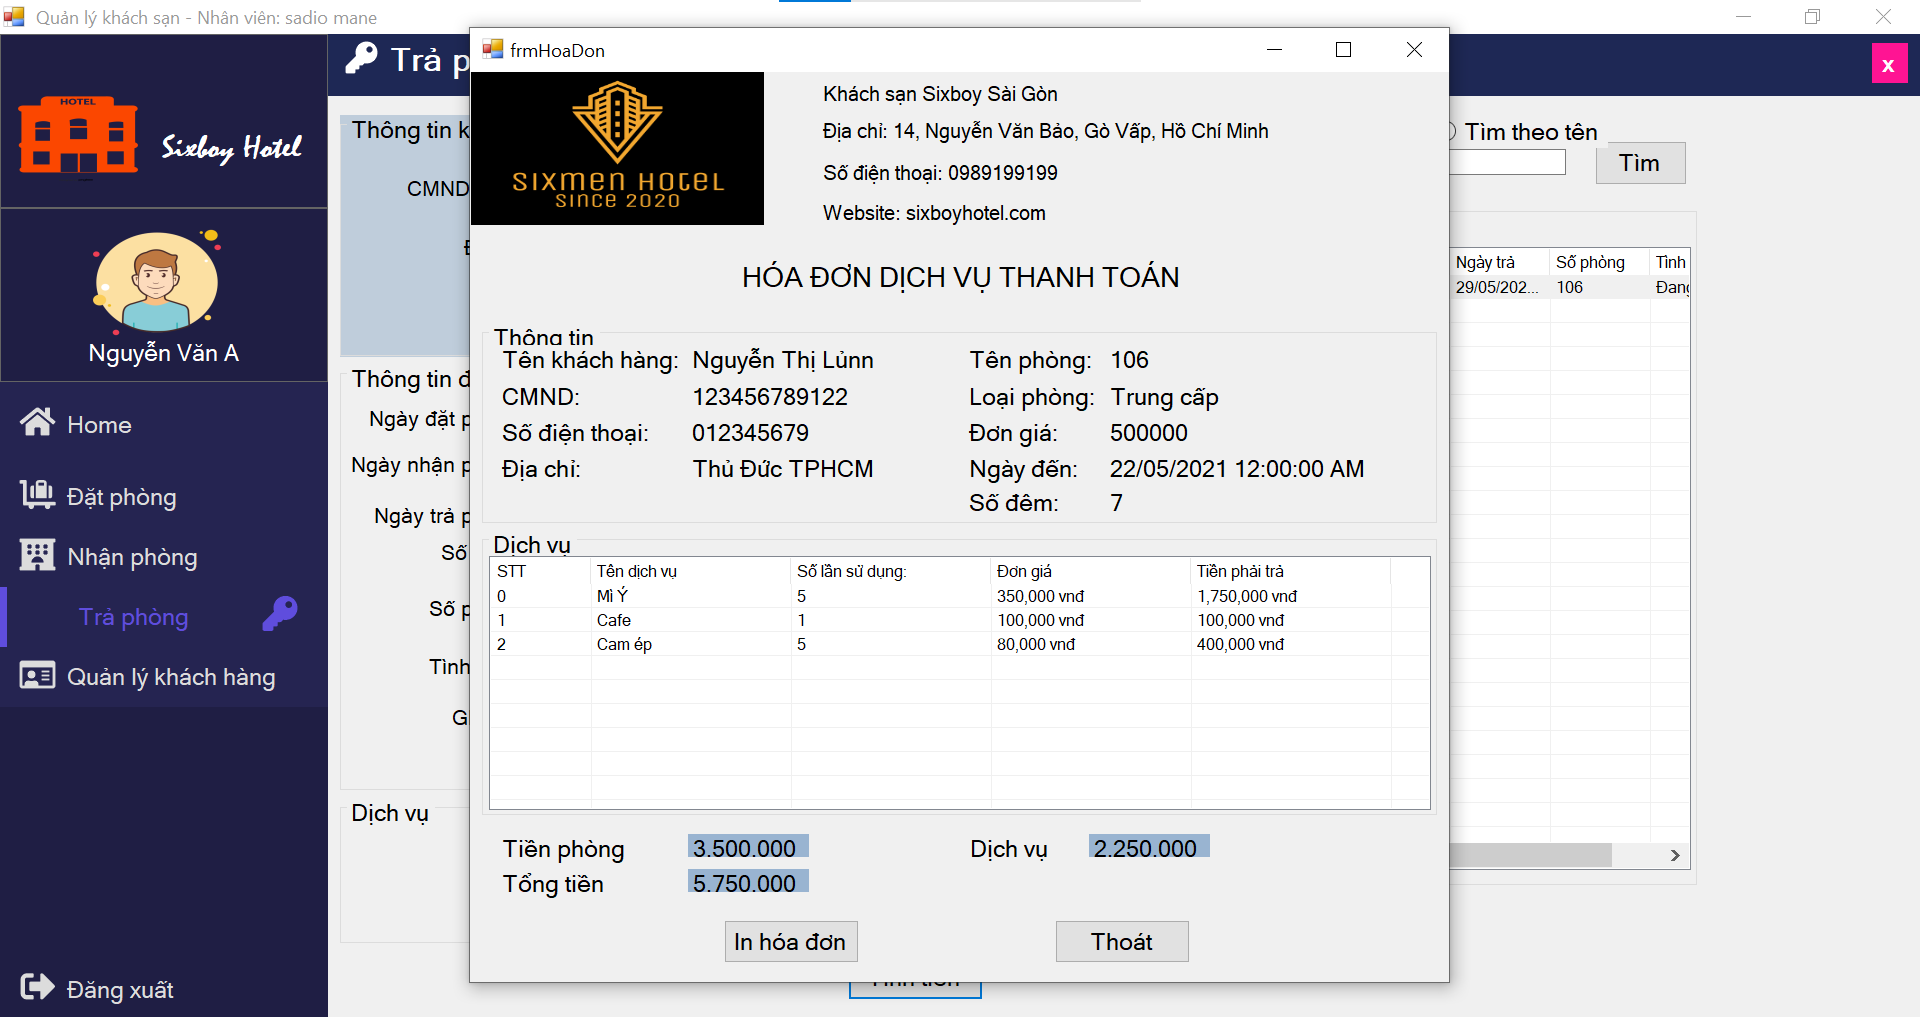 Quản lý khách sạn - Nhân viên: sadio mane
HOTEL
Sixboy Hotel
Nguyễn Văn A
Home
Đặt phòng
Nhận phòng
Trả phòng
Quản lý khách hàng
Đăng xuất
Trả p
x
Thông tin k
CMND
Thông tin đ
Ngày đặt p
Ngày nhận p
Ngày trả p
Số
Số p
Tình
G
Dịch vụ
Tìm theo tên
Tìm
Ngày trả Số phòng Tình
29/05/202... 106 Đang
frmHoaDon
SIXMEN HOTEL
SINCE 2020
Khách sạn Sixboy Sài Gòn
Địa chỉ: 14, Nguyễn Văn Bảo, Gò Vấp, Hồ Chí Minh
Số điện thoại: 0989199199
Website: sixboyhotel.com
HÓA ĐƠN DỊCH VỤ THANH TOÁN
Thông tin
Tên khách hàng: Nguyễn Thị Lủnn Tên phòng: 106
CMND: 123456789122 Loại phòng: Trung cấp
Số điện thoại: 012345679 Đơn giá: 500000
Địa chỉ: Thủ Đức TPHCM Ngày đến: 22/05/2021 12:00:00 AM
Số đêm: 7
Dịch vụ
STT Tên dịch vụ Số lần sử dụng: Đơn giá Tiền phải trả
0 Mì Ý 5 350,000 vnđ 1,750,000 vnđ
1 Cafe 1 100,000 vnđ 100,000 vnđ
2 Cam ép 5 80,000 vnđ 400,000 vnđ
Tiền phòng 3.500.000 Dịch vụ 2.250.000
Tổng tiền 5.750.000
In hóa đơn Thoát